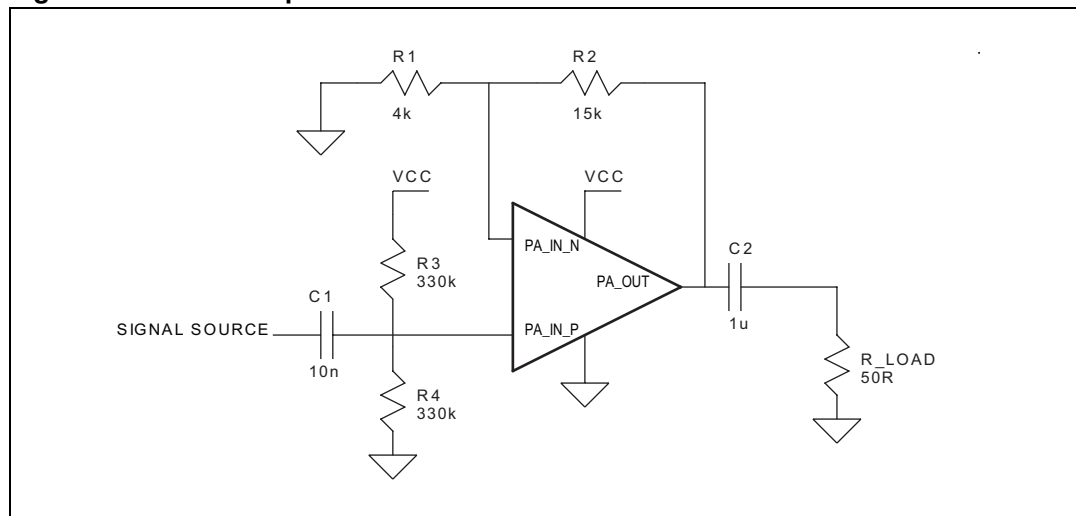 R1
4k
R2
15k
VCC
VCC
PA_IN_N
R3
330k
PA_OUT
C2
1u
C1
10n
SIGNAL SOURCE
PA_IN_P
R_LOAD
50R
R4
330k